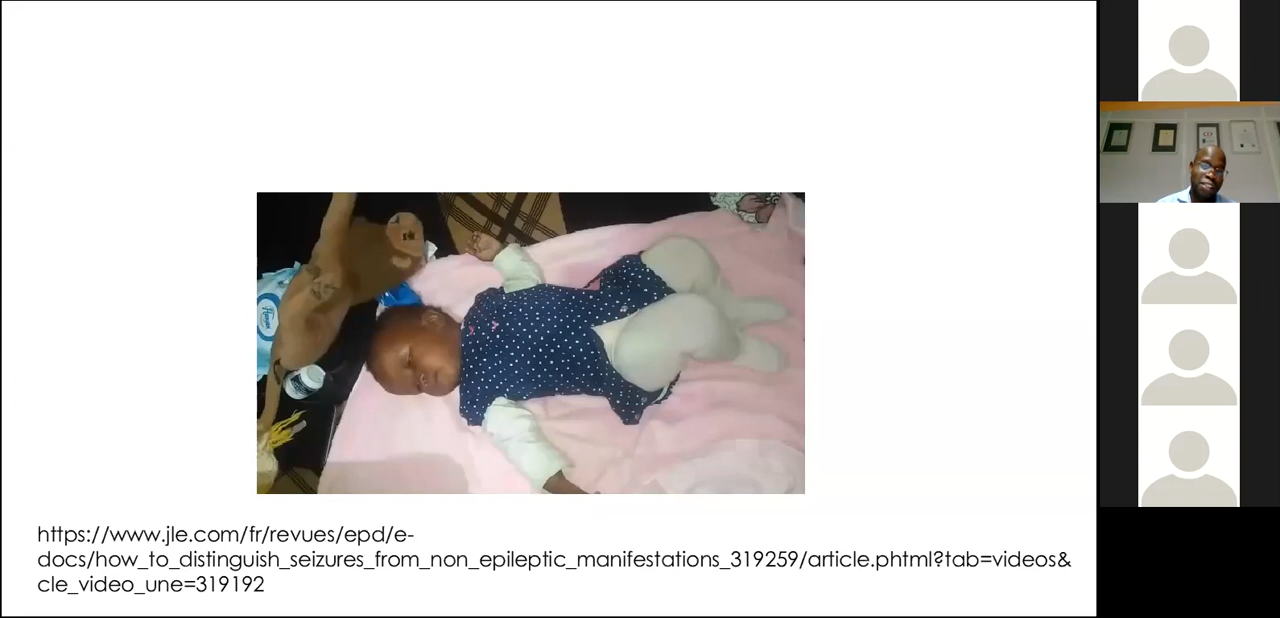 https://www.jle.com/fr/revues/epd/e-
docs/how_to_distinguish_seizures_from_non_epileptic_manifestations_319259/article.phtml?tab=videos&
cle_video_une=319192